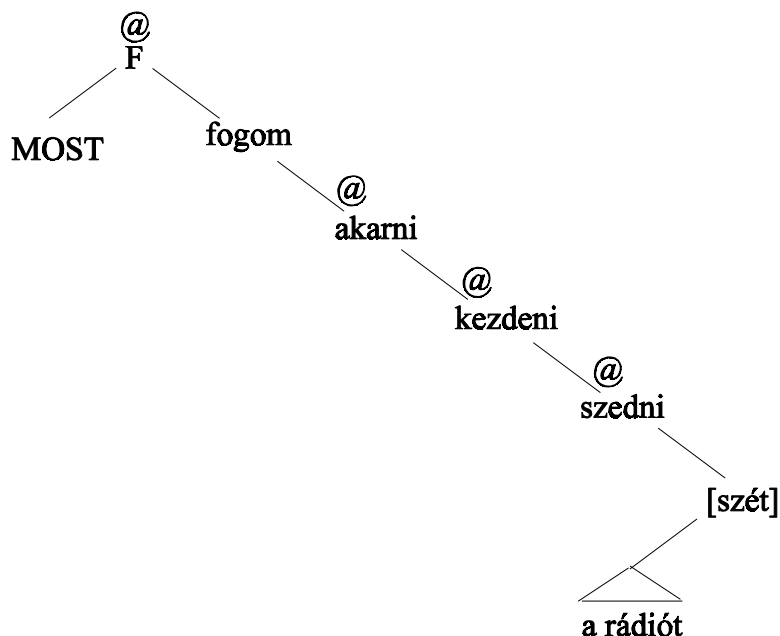 @
F
MOST
fogom
@
akarni
@
kezdeni
@
szedni
[szét]
a rádiót